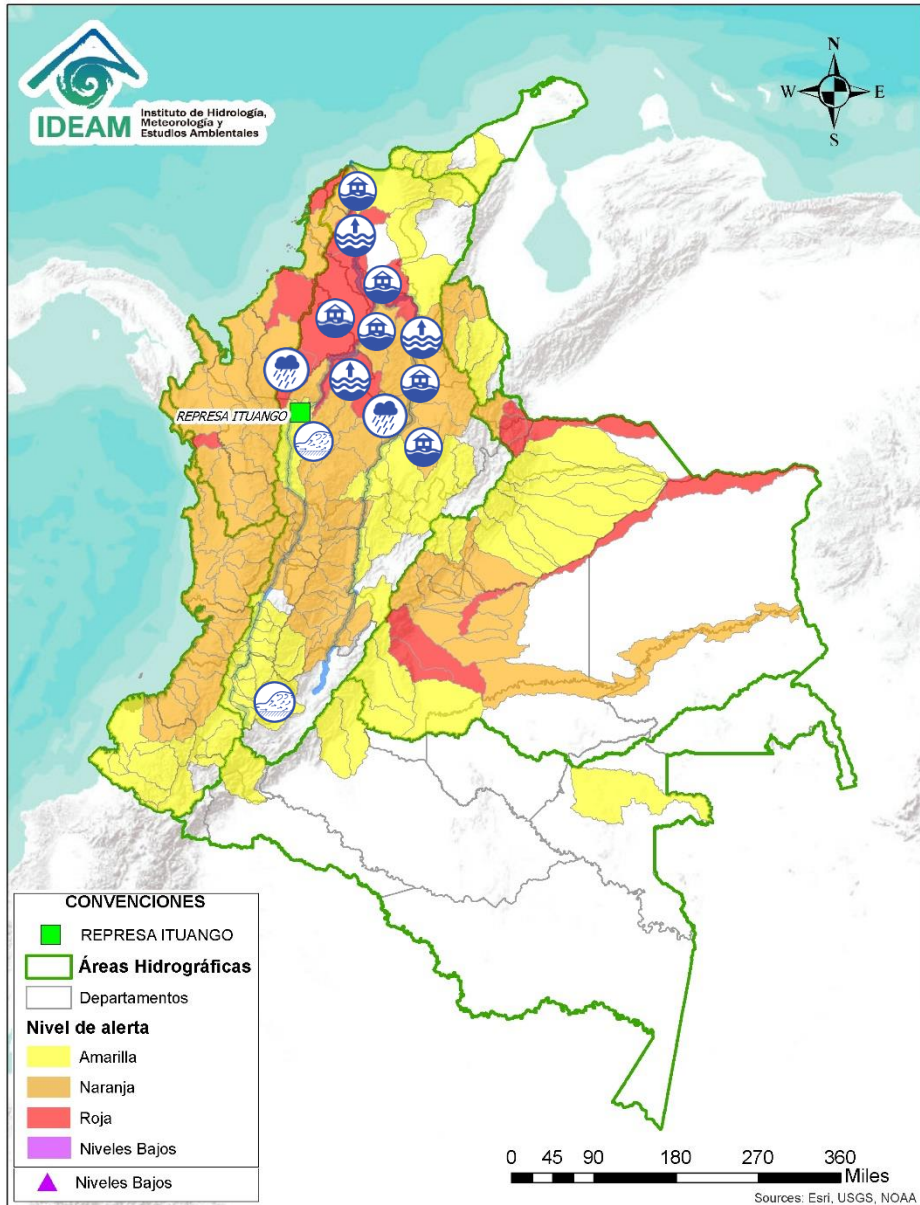 IDEAM
Instituto de Hidrología,
Meteorología y
Estudios Ambientales
N
W
E
S
REPRESA ITUANGO
CONVENCIONES
REPRESA ITUANGO
Áreas Hidrográficas
Departamentos
Nivel de alerta
Amarilla
Naranja
Roja
Niveles Bajos
Niveles Bajos
0 45 90 180 270 360
Miles
Sources: Esri, USGS, NOAA